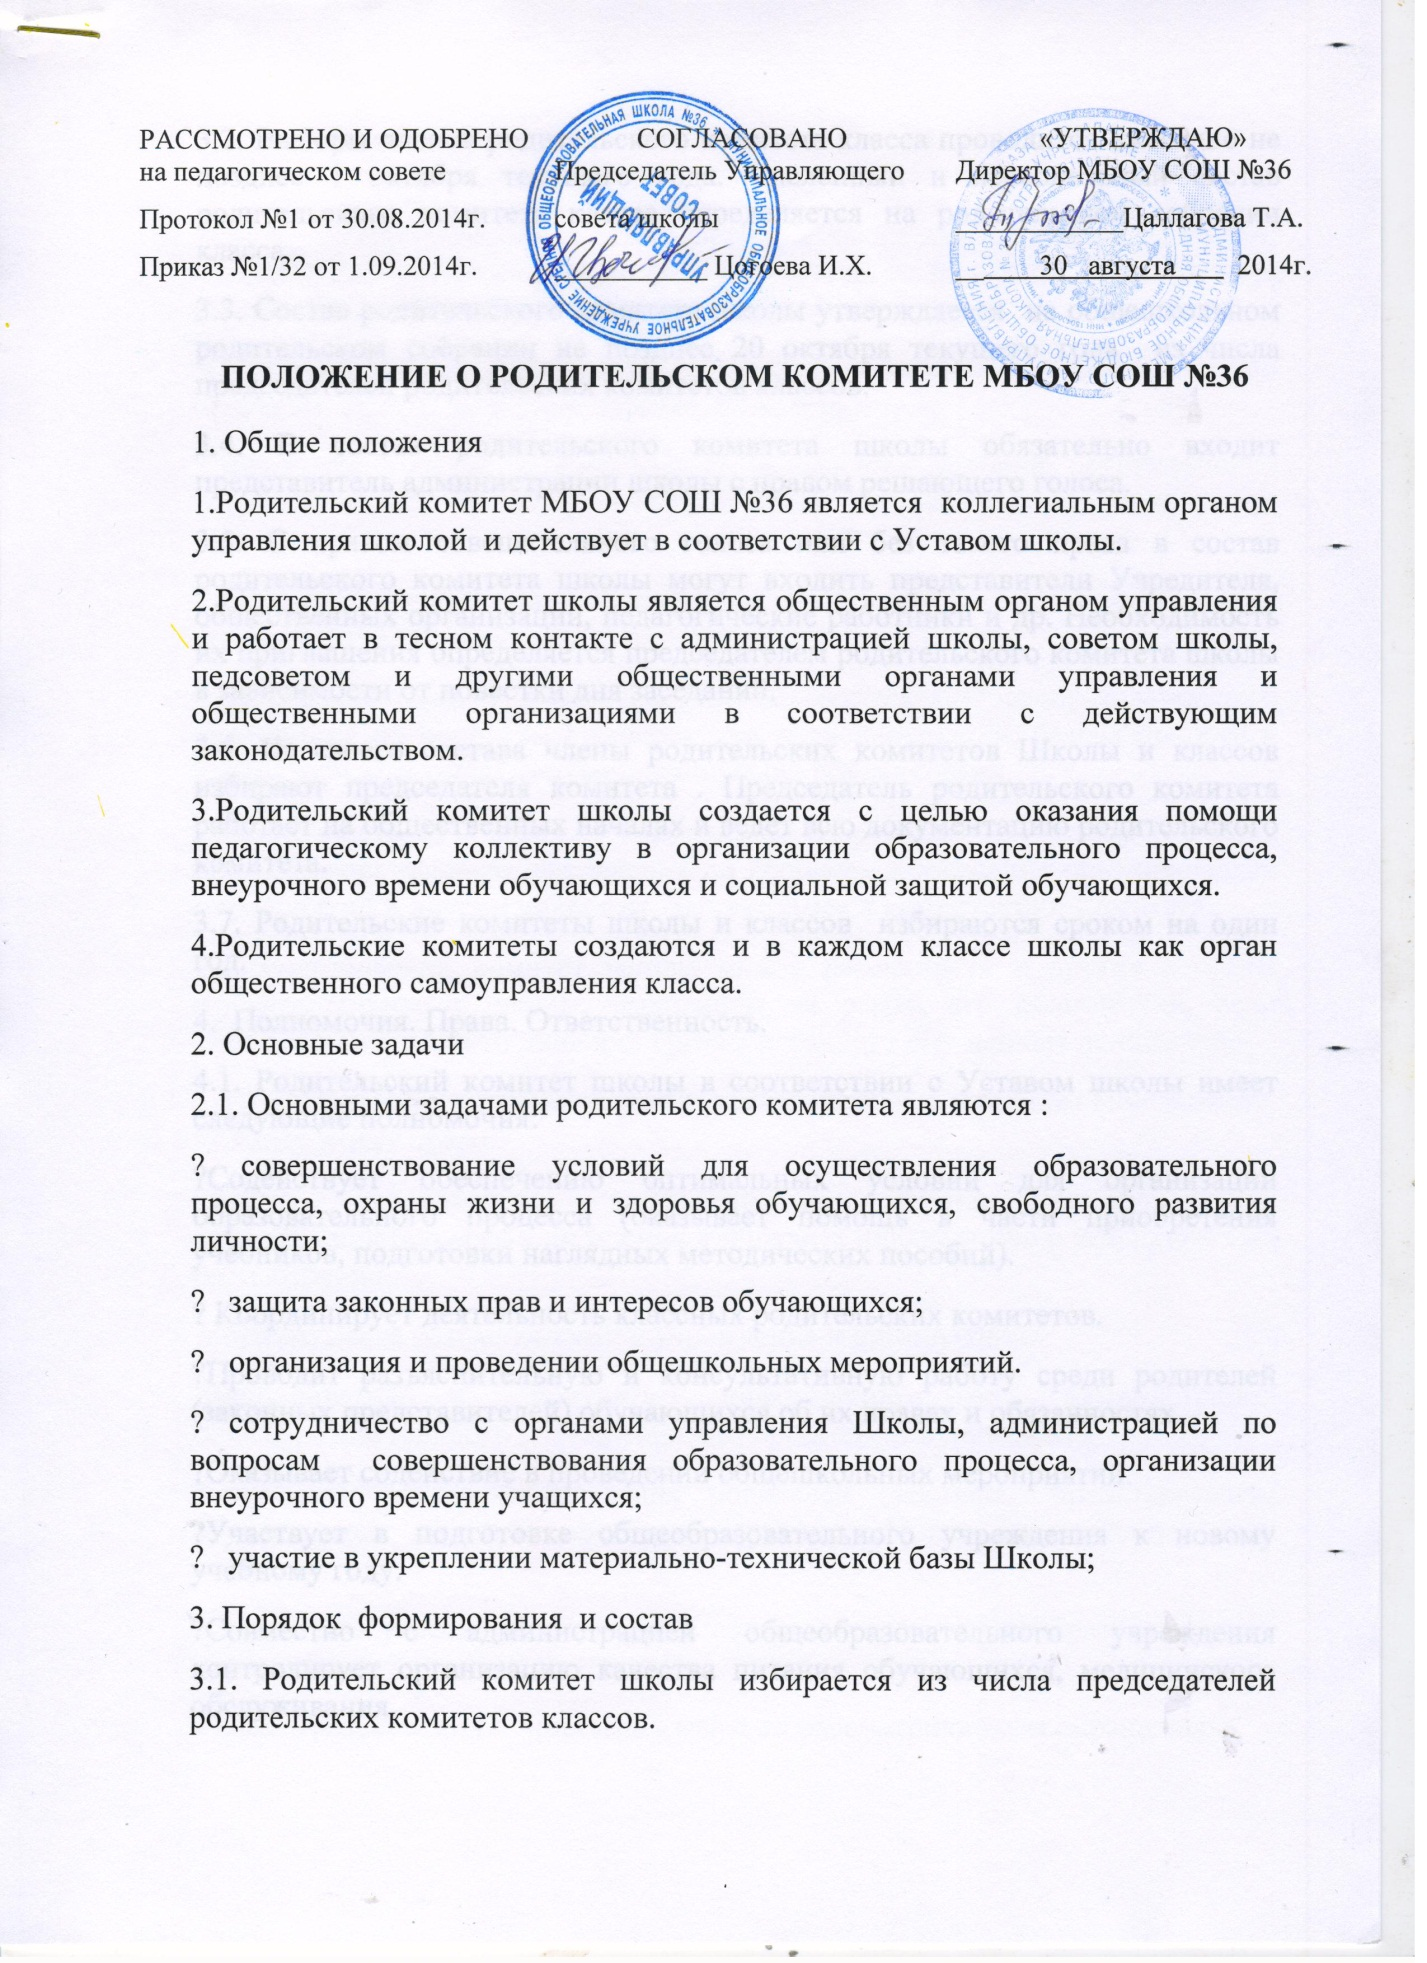 РАССМОТРЕНО И ОДОБРЕНО
на педагогическом совете
Протокол №1 от 30.08.2014г.
Приказ №1/32 от 1.09.2014г.
СОГЛАСОВАНО
Председатель Управляющего
совета школы
Цогоева И.Х.
УПРАВЛЯЮЩИЙ
СОВЕТ
«УТВЕРЖДАЮ»
Директор МБОУ СОШ №36
Цаллагова Т.А.
30 августа 2014г.
ПОЛОЖЕНИЕ О РОДИТЕЛЬСКОМ КОМИТЕТЕ МБОУ СОШ №36
1. Общие положения
1.Родительский комитет МБОУ СОШ №36 является коллегиальным органом
управления школой и действует в соответствии с Уставом школы.
2.Родительский комитет школы является общественным органом управления
и работает в тесном контакте с администрацией школы, советом школы,
педсоветом и другими общественными органами управления и
общественными организациями в соответствии с действующим
законодательством.
3.Родительский комитет школы создается с целью оказания помощи
педагогическому коллективу в организации образовательного процесса,
внеурочного времени обучающихся и социальной защитой обучающихся.
4.Родительские комитеты создаются и в каждом классе школы как орган
общественного самоуправления класса.
2. Основные задачи
2.1. Основными задачами родительского комитета являются :
? совершенствование условий для осуществления образовательного
процесса, охраны жизни и здоровья обучающихся, свободного развития
личности;
? защита законных прав и интересов обучающихся;
? организация и проведении общешкольных мероприятий.
? сотрудничество с органами управления Школы, администрацией по
вопросам совершенствования образовательного процесса, организации
внеурочного времени учащихся;
? участие в укреплении материально-технической базы Школы;
3. Порядок формирования и состав
3.1. Родительский комитет школы избирается из числа председателей
родительских комитетов классов.